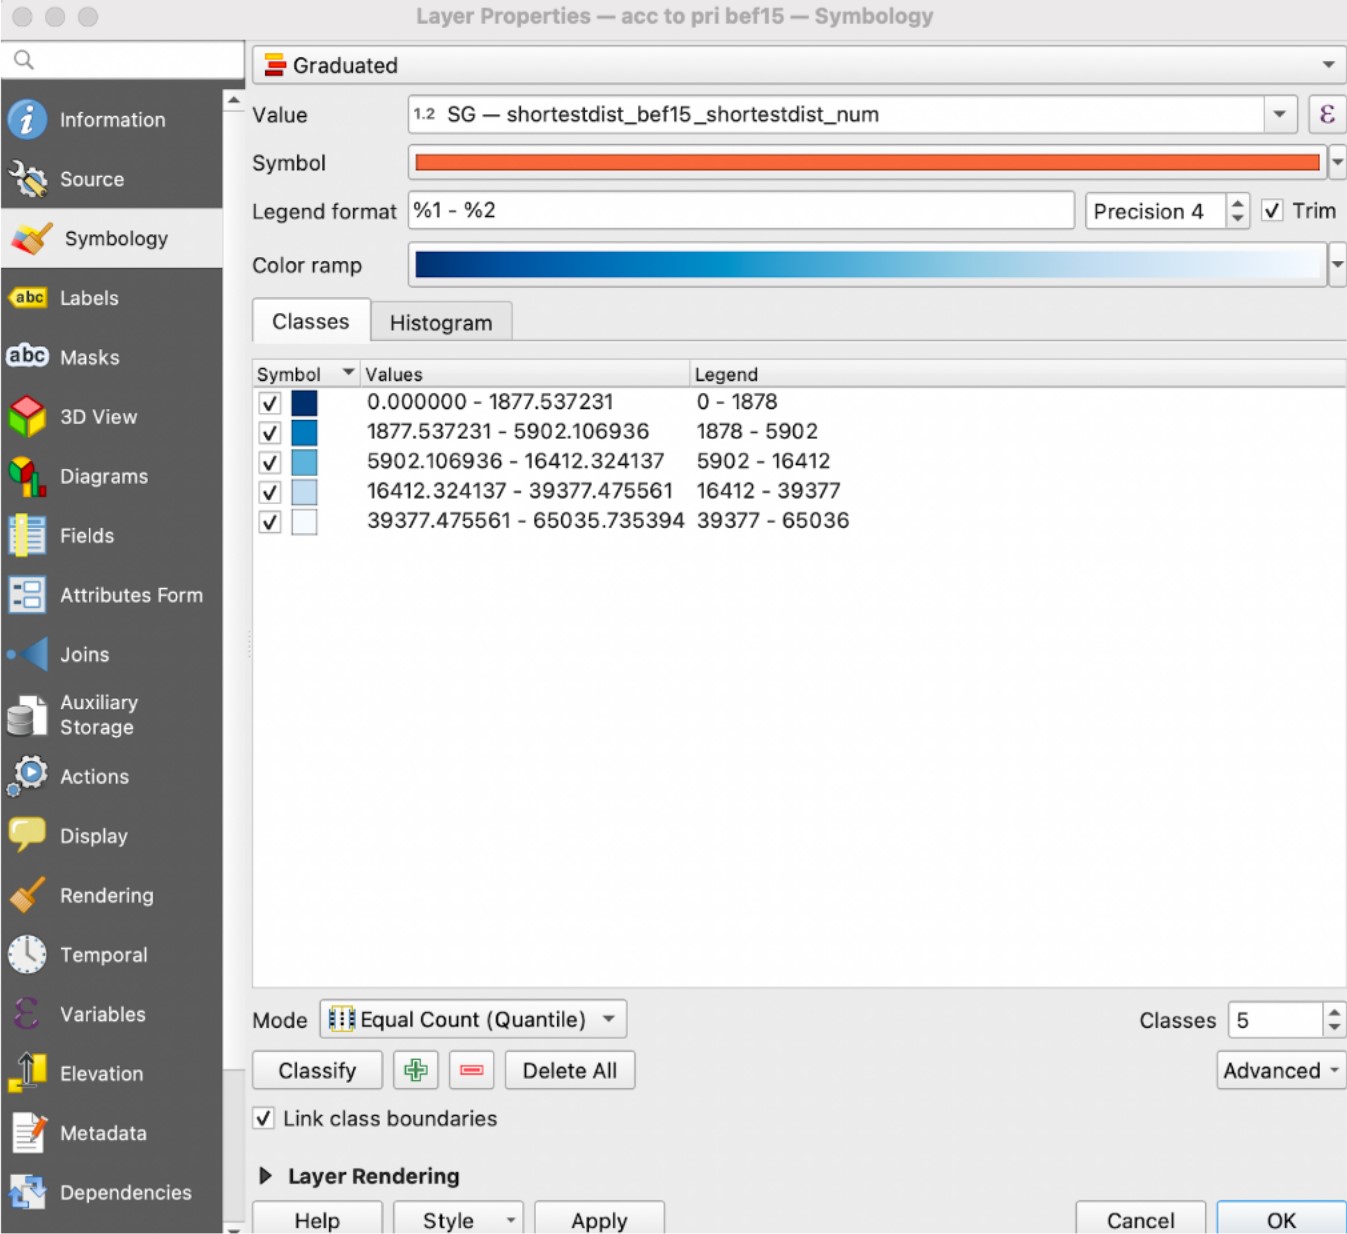 Layer Properties — acc to pri bef15 — Symbology
Graduated
Information
Value
1.2 SG — shortestdist_bef15_shortestdist_num
ε
Source
Symbol
Legend format
%1 - %2
Precision 4
Trim
Symbology
Color ramp
abc Labels
Classes
Histogram
abc Masks
Symbol
Values
Legend
0.000000 - 1877.537231
0 - 1878
3D View
1877.537231 - 5902.106936
1878 - 5902
5902.106936 - 16412.324137
5902 - 16412
Diagrams
16412.324137 - 39377.475561
16412 - 39377
39377.475561 - 65035.735394
39377 - 65036
Fields
Attributes Form
Joins
Auxiliary
Storage
Actions
Display
Rendering
Temporal
ε Variables
Mode
Equal Count (Quantile)
Classes
5
Elevation
Classify
Delete All
Advanced
Link class boundaries
Metadata
Layer Rendering
Dependencies
Help
Style
Apply
Cancel
OK